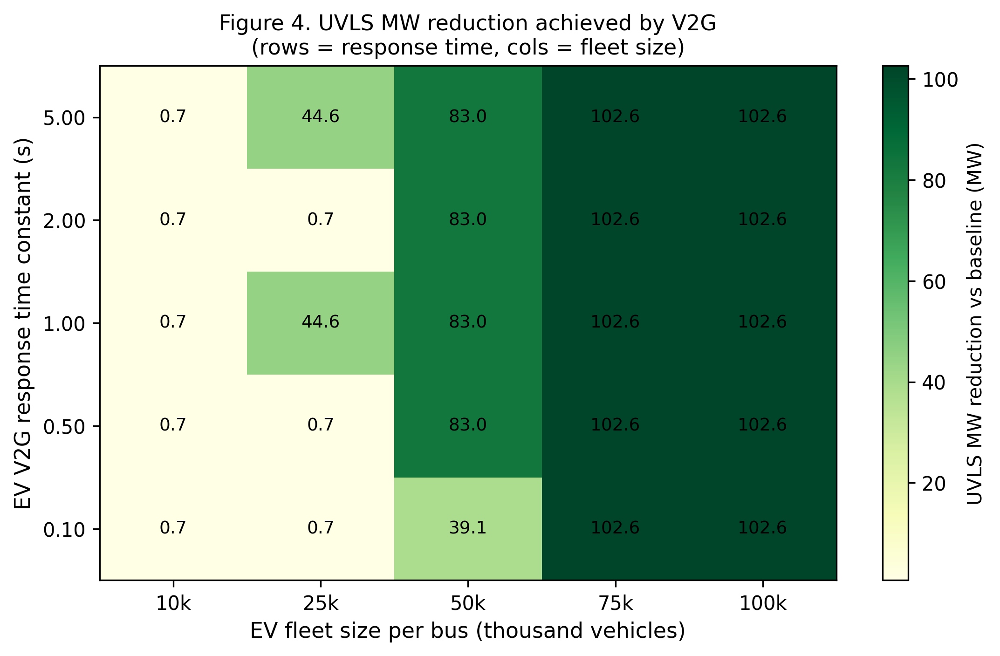 Figure 4. UVLS MW reduction achieved by V2G
(rows = response time, cols = fleet size)
EV V2G response time constant (s)
5.00 0.7 44.6 83.0 102.6 102.6
2.00 0.7 0.7 83.0 102.6 102.6
1.00 0.7 44.6 83.0 102.6 102.6
0.50 0.7 0.7 83.0 102.6 102.6
0.10 0.7 0.7 39.1 102.6 102.6
10k 25k 50k 75k 100k
EV fleet size per bus (thousand vehicles)
100
80
60
40
20
UVLS MW reduction vs baseline (MW)